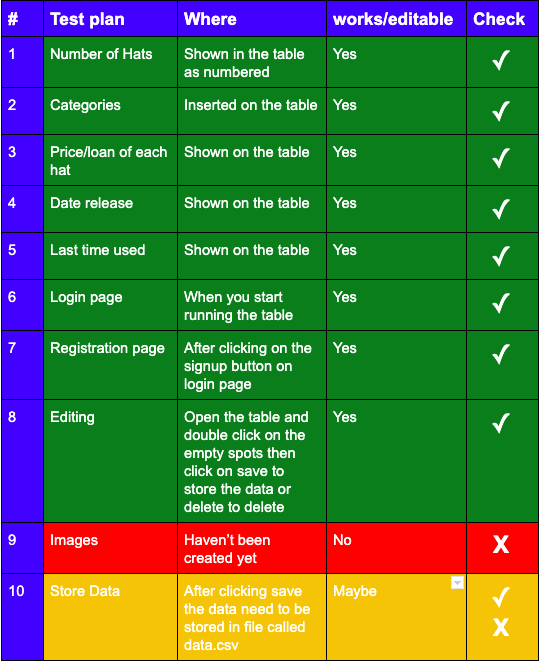 # Test plan Where works/editable Check
1 Number of Hats Shown in the table Yes ✓
as numbered
2 Categories Inserted on the table Yes ✓
3 Price/loan of each Shown on the table Yes ✓
hat
4 Date release Shown on the table Yes ✓
5 Last time used Shown on the table Yes ✓
6 Login page When you start Yes ✓
running the table
7 Registration page After clicking on the Yes ✓
signup button on
login page
8 Editing Open the table and Yes ✓
double click on the
empty spots then
click on save to
store the data or
delete to delete
9 Images Haven't been No X
created yet
10 Store Data After clicking save Maybe ✓
the data need to be X
stored in file called
data.csv